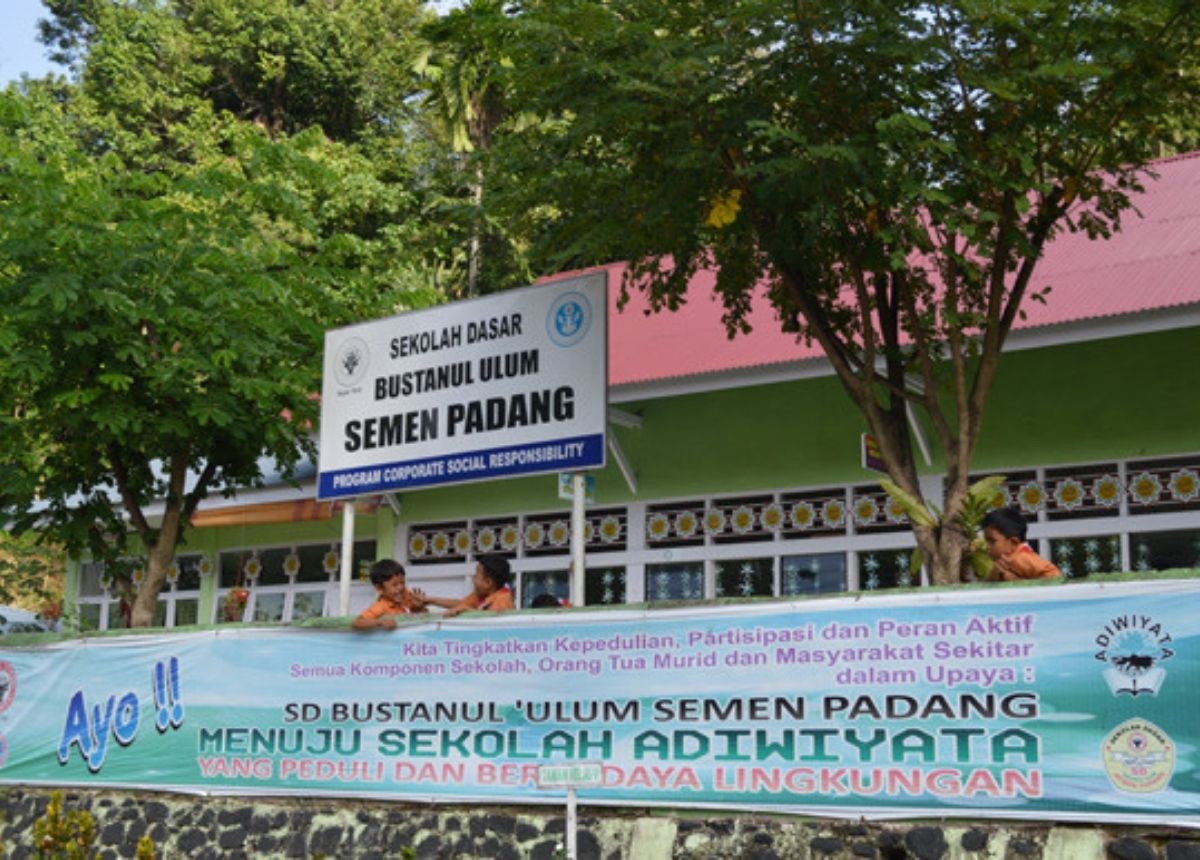 SEKOLAH DASAR
BUSTANUL ULUM
SEMEN PADANG
PROGRAM CORPORATE SOCIAL RESPONSIBILITY
Ayo !!
Kita Tingkatkan Kepedulian, Partisipasi dan Peran Aktif
Semua Komponen Sekolah, Orang Tua Murid dan Masyarakat Sekitar
dalam Upaya :
SD BUSTANUL 'ULUM SEMEN PADANG
MENUJU SEKOLAH ADIWIYATA
YANG PEDULI DAN LINGKUNGAN
ADIWIYATA
SD